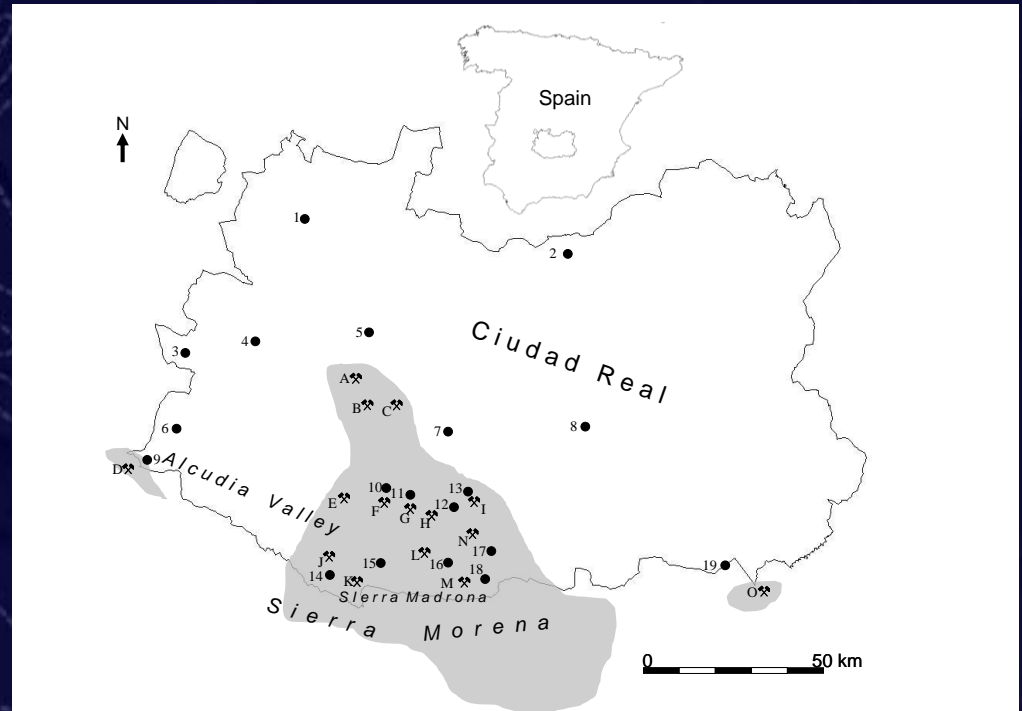 Spain
N
1
2
Ciudad Real
5
4
3
A
B
C
7
8
6
9
D
Alcudia Valley
10
11
13
E
F
G
12
I
H
N
L
17
J
15
16
19
14
K
M
18
O
SIerra Madrona
Sierra Morena
0 50 km